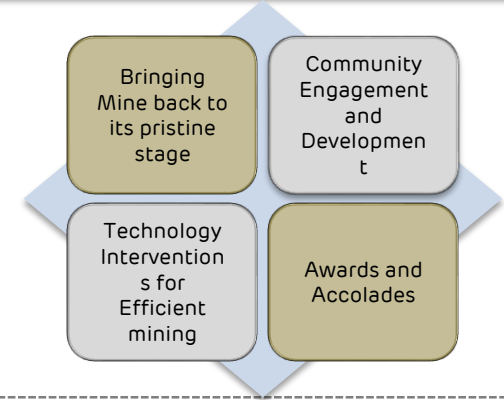 Bringing
Mine back to
its pristine
stage
Community
Engagement
and
Developmen
t
Technology
Intervention
s for
Efficient
mining
Awards and
Accolades